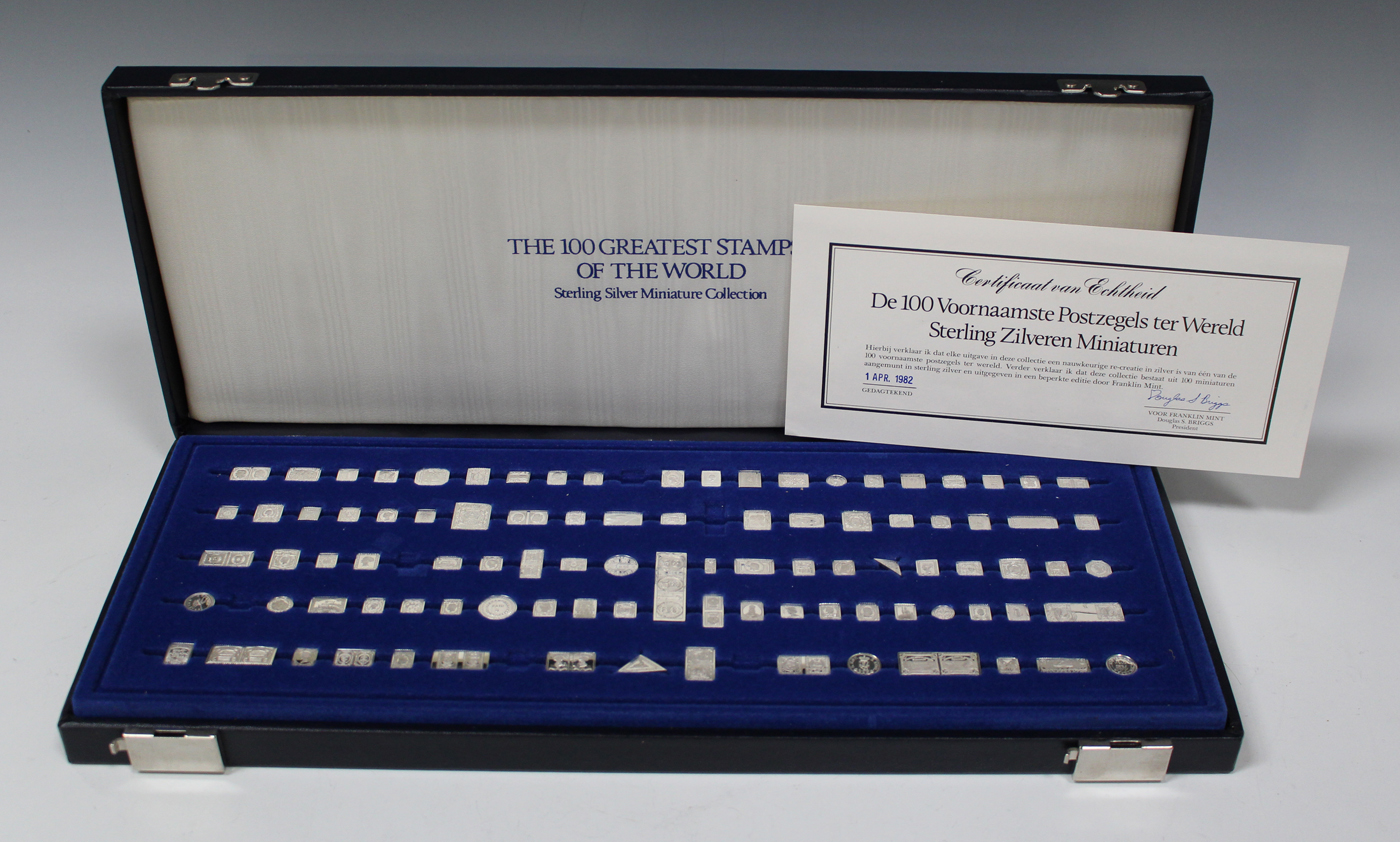 THE 100 GREATEST STAMPS
OF THE WORLD
Sterling Silver Miniature Collection
Certificaat van Echtheid
De 100 Voornaamste Postzegels ter Wereld
Sterling Zilveren Miniaturen
Hierbij verklaar ik dat elke uitgave in deze collectie een nauwkeurige re-creatie in zilver is van één van de
100 voornaamste postzegels ter wereld. Verder verklaar ik dat deze collectie bestaat uit 100 miniaturen
aangemunt in sterling zilver en uitgegeven in een beperkte editie door Franklin Mint.
1 APR. 1982
GEDAGTEKEND
Douglas S Briggs
VOOR FRANKLIN MINT
Douglas S. BRIGGS
President